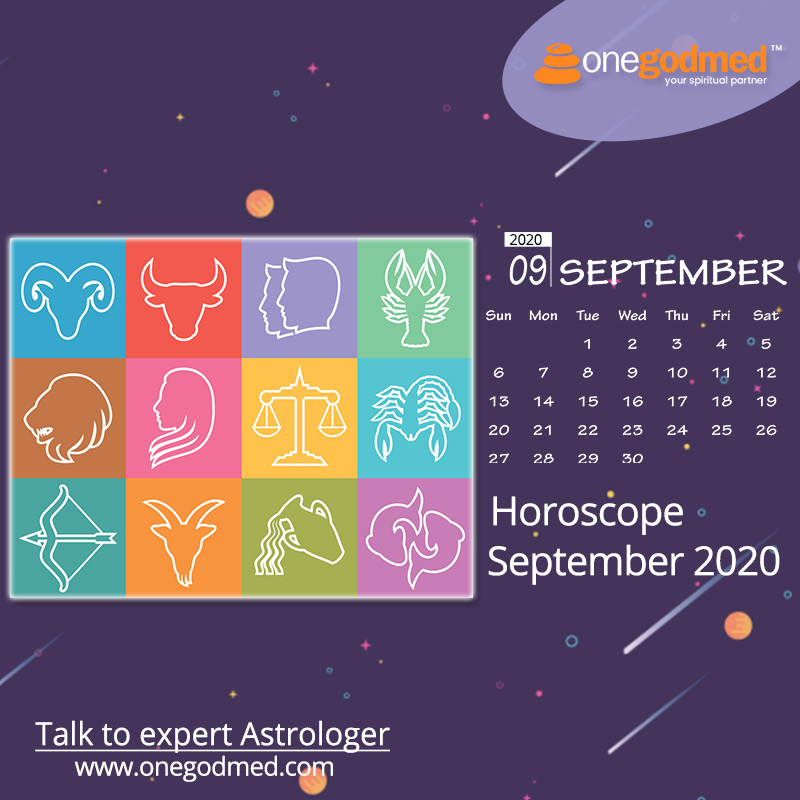 onegodmed™
your spiritual partner
2020
09 SEPTEMBER
Sun Mon Tue Wed Thu Fri Sat
1 2 3 4 5
6 7 8 9 10 11 12
13 14 15 16 17 18 19
20 21 22 23 24 25 26
27 28 29 30
Horoscope
September 2020
Talk to expert Astrologer
www.onegodmed.com